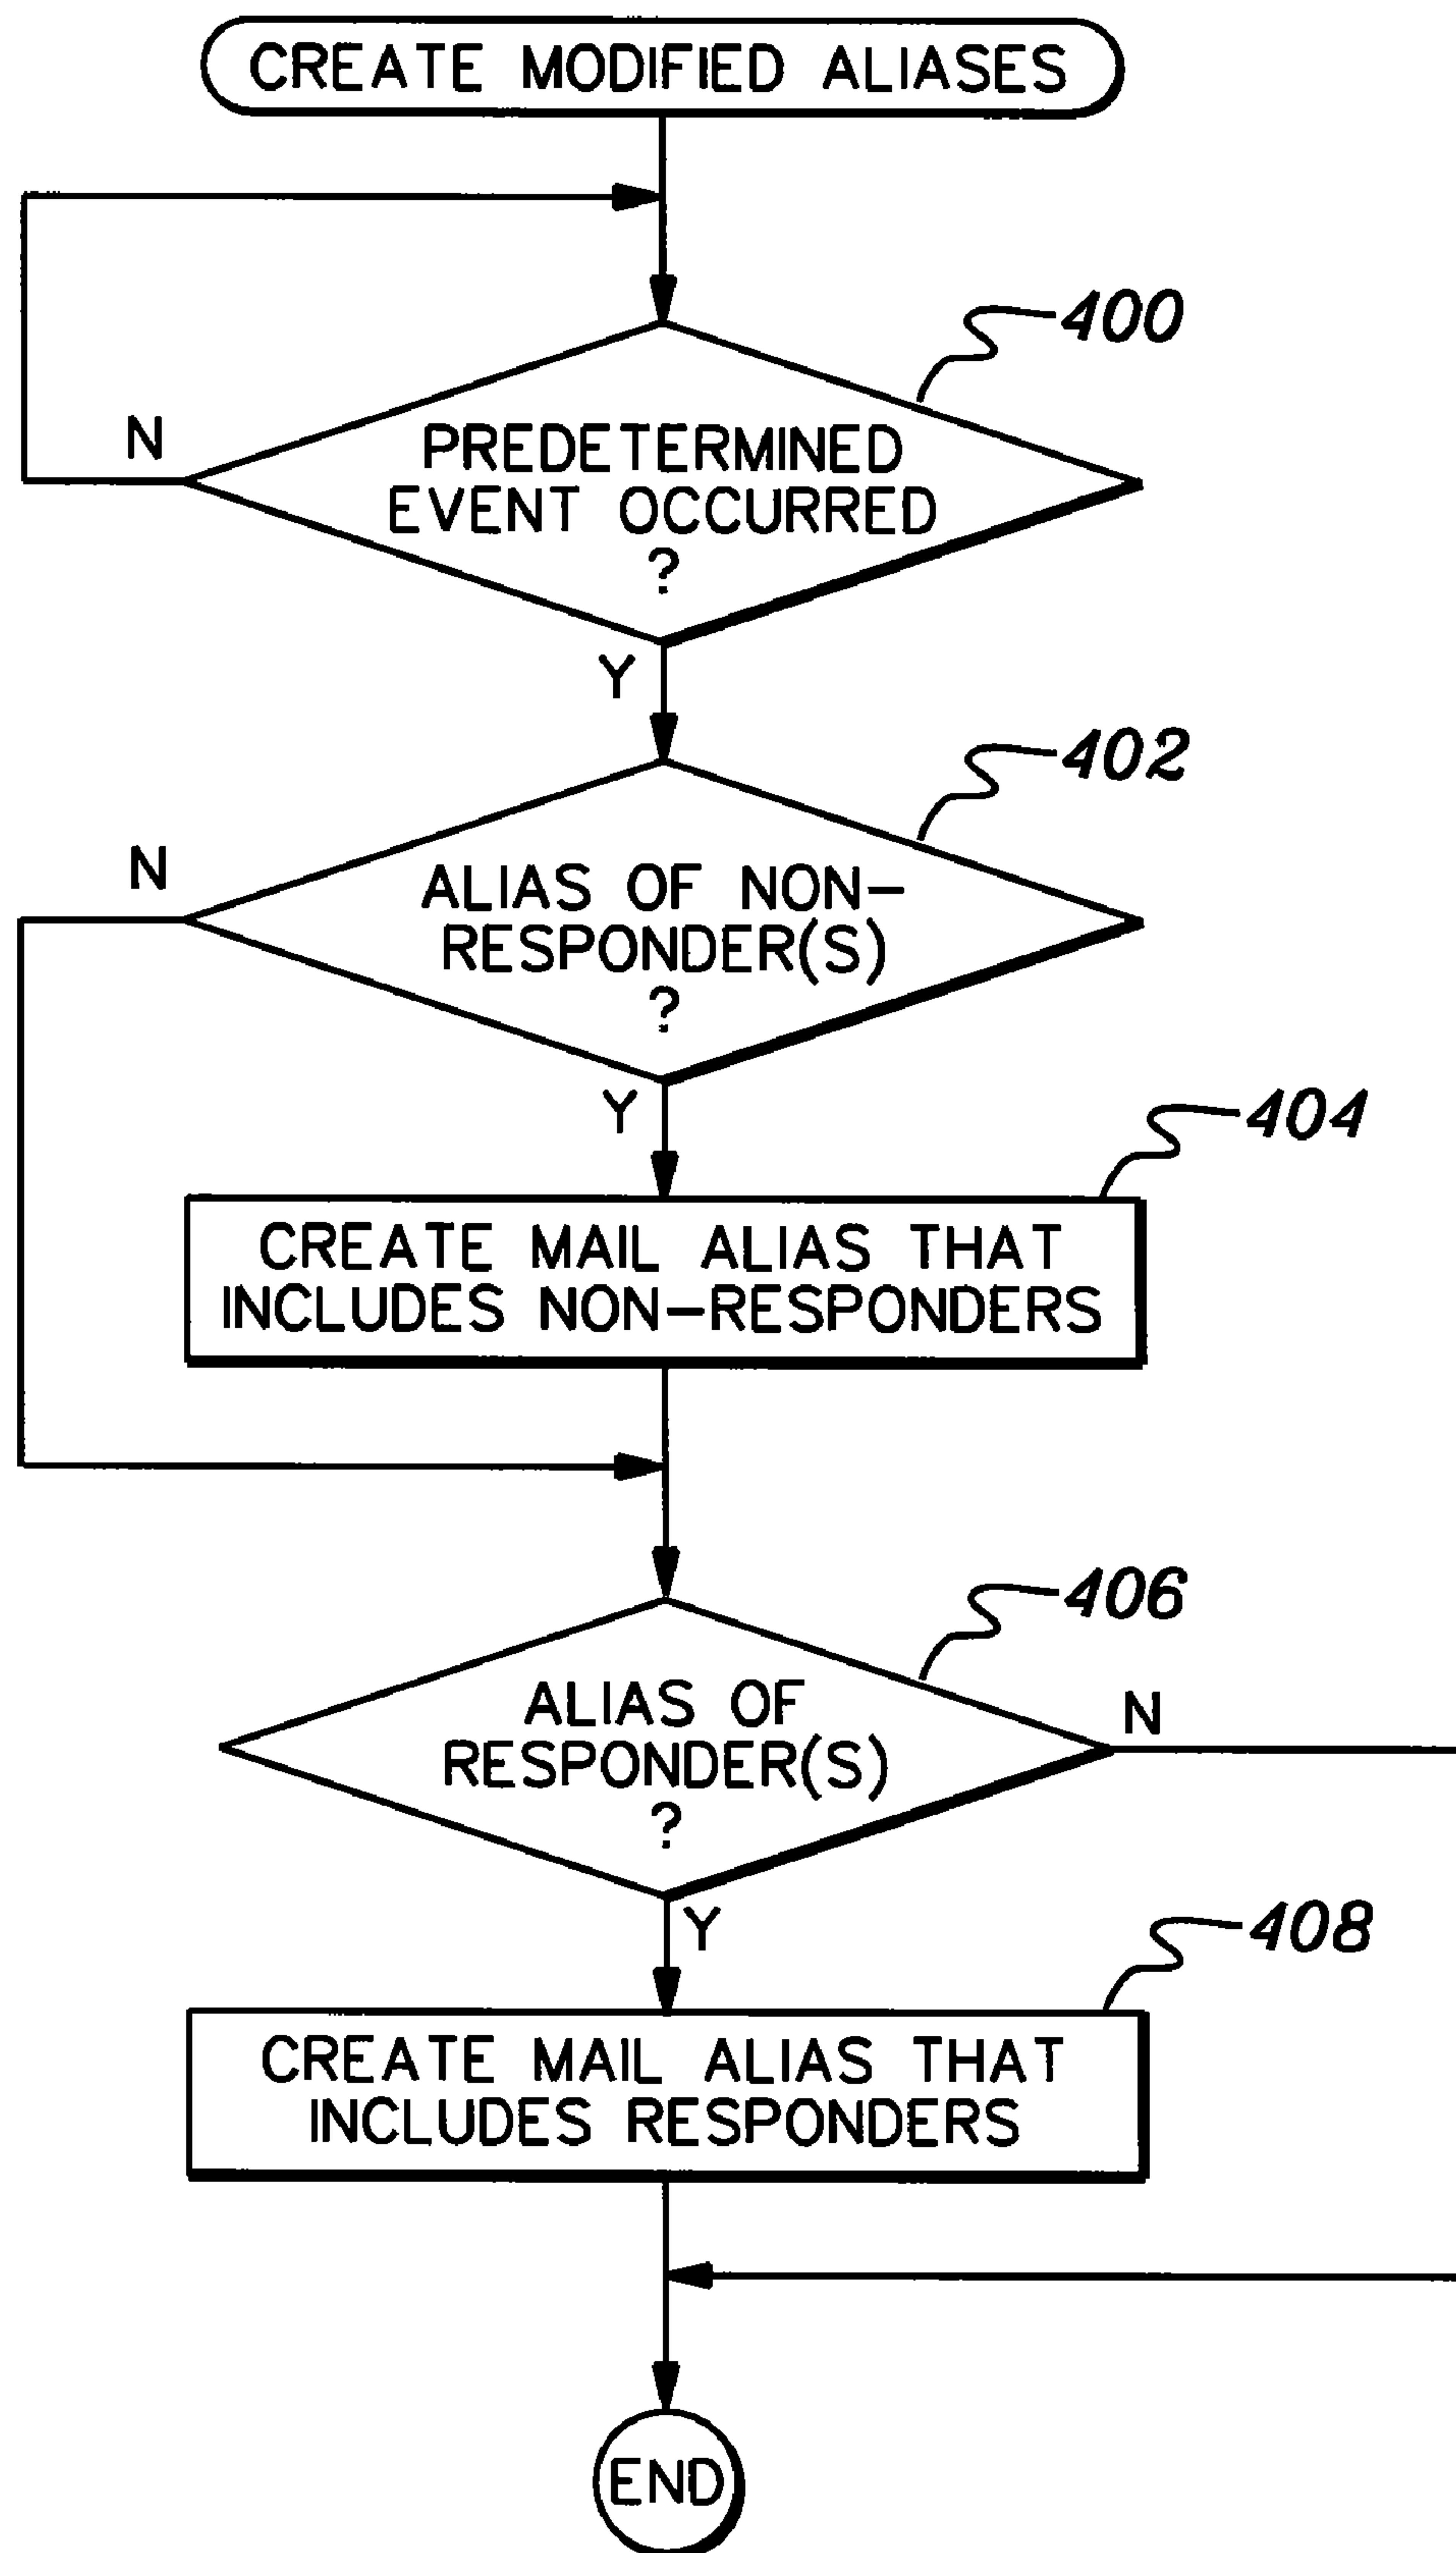 CREATE MODIFIED ALIASES
400
N
PREDETERMINED
EVENT OCCURRED
?
Y
402
N
ALIAS OF NON-
RESPONDER(S)
?
Y
404
CREATE MAIL ALIAS THAT
INCLUDES NON-RESPONDERS
406
N
ALIAS OF
RESPONDER(S)
?
Y
408
CREATE MAIL ALIAS THAT
INCLUDES RESPONDERS
END